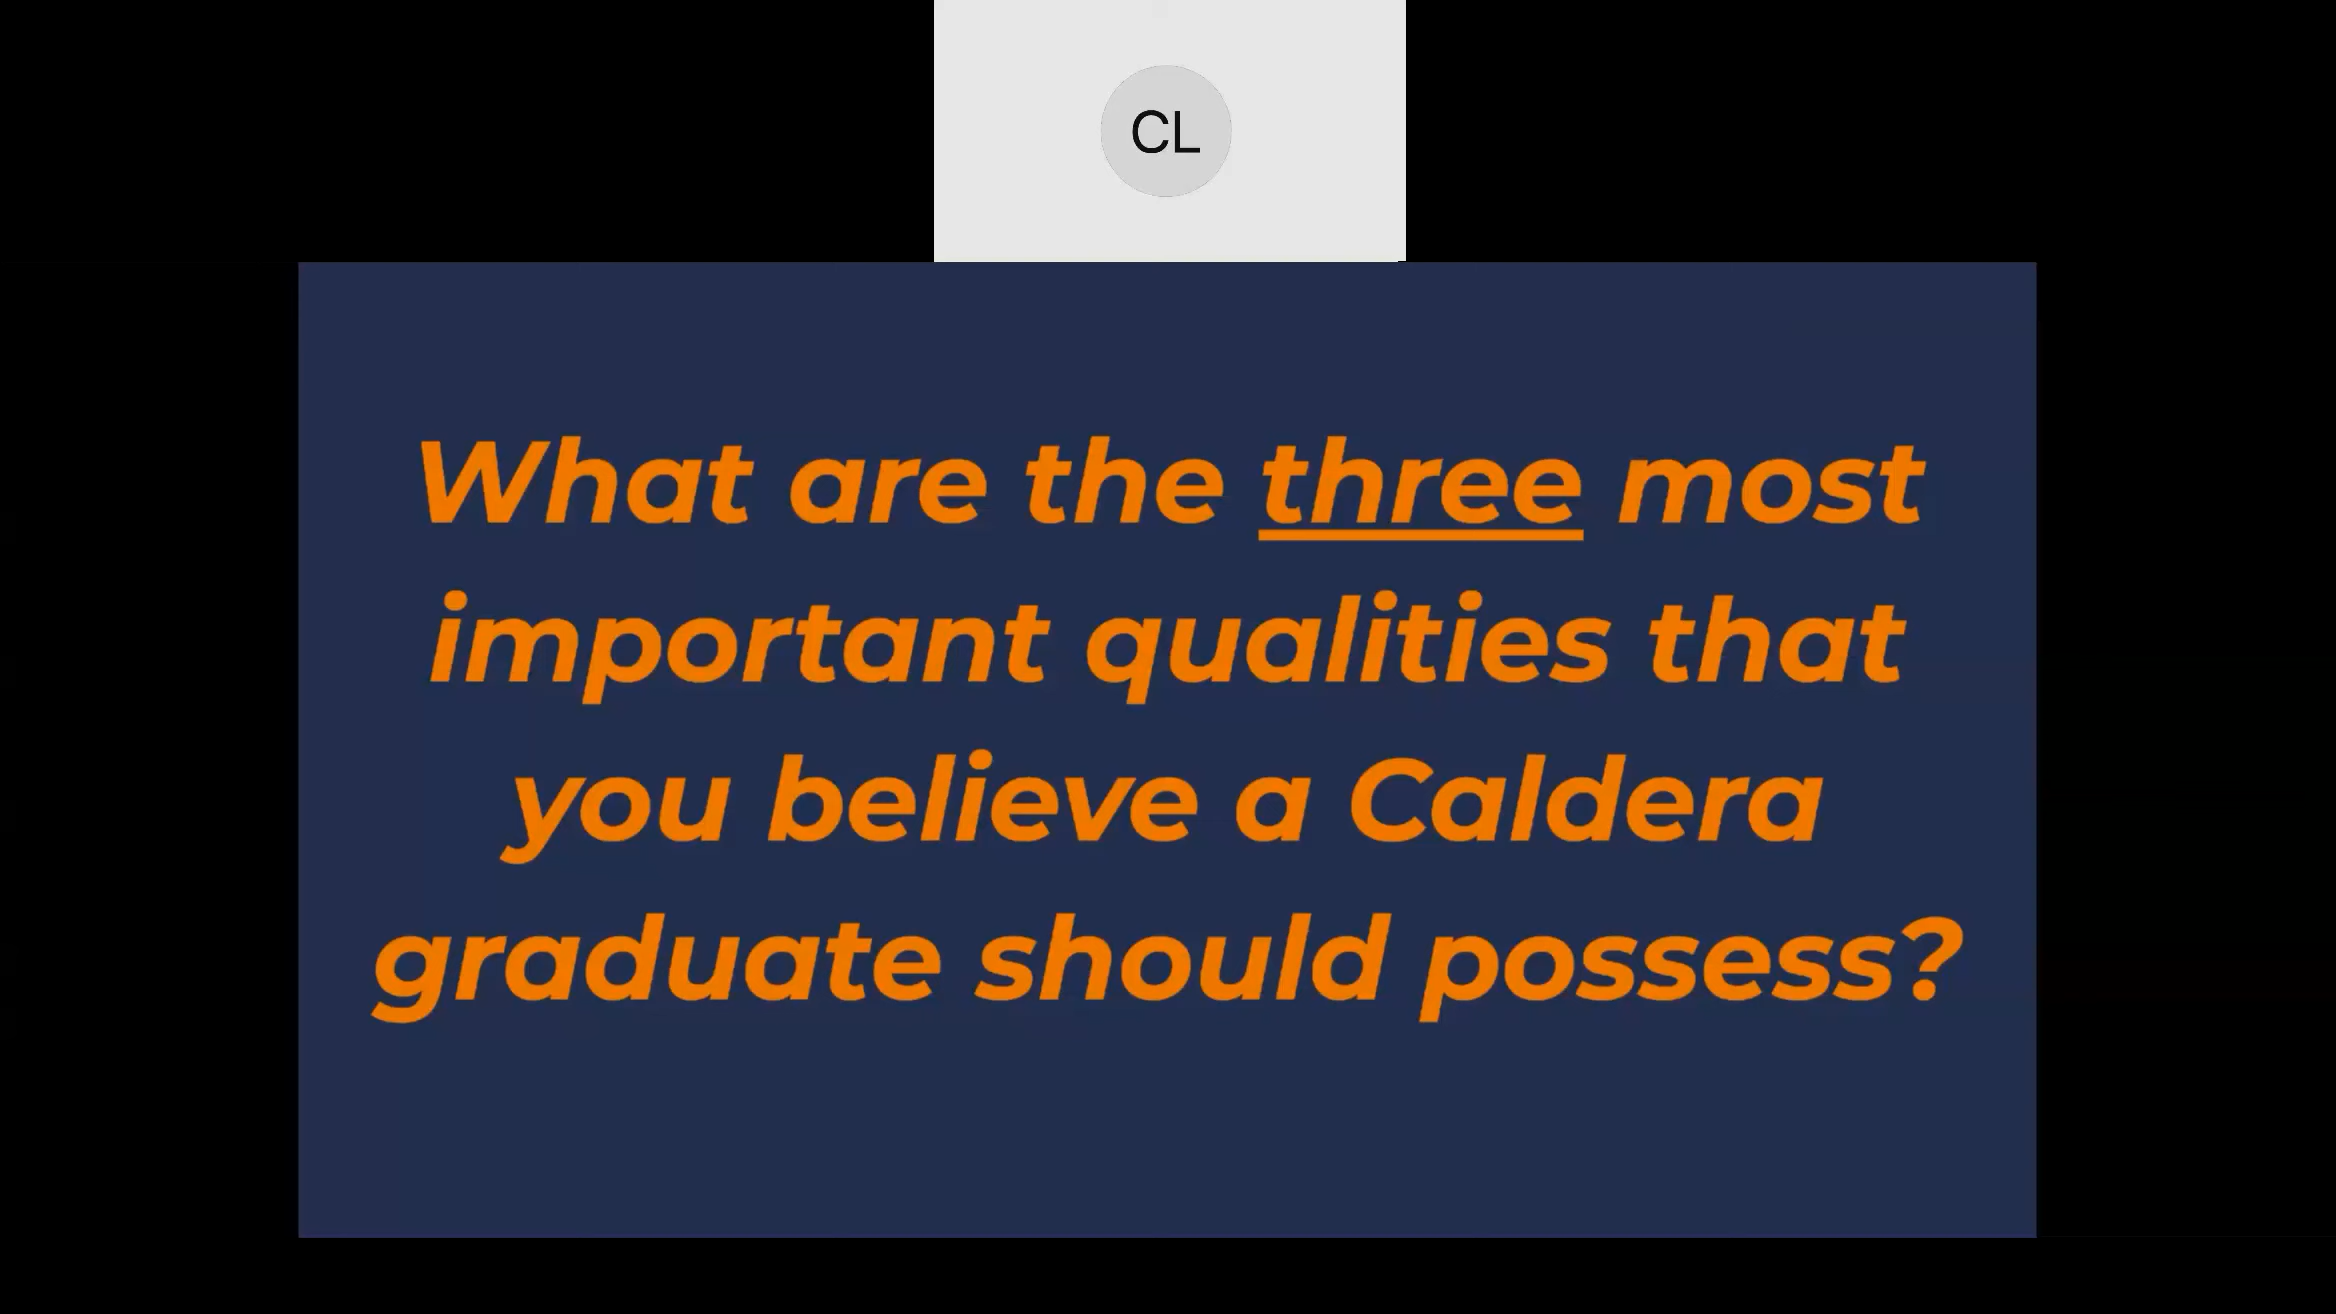 CL
What are the three most
important qualities that
you believe a Caldera
graduate should possess?